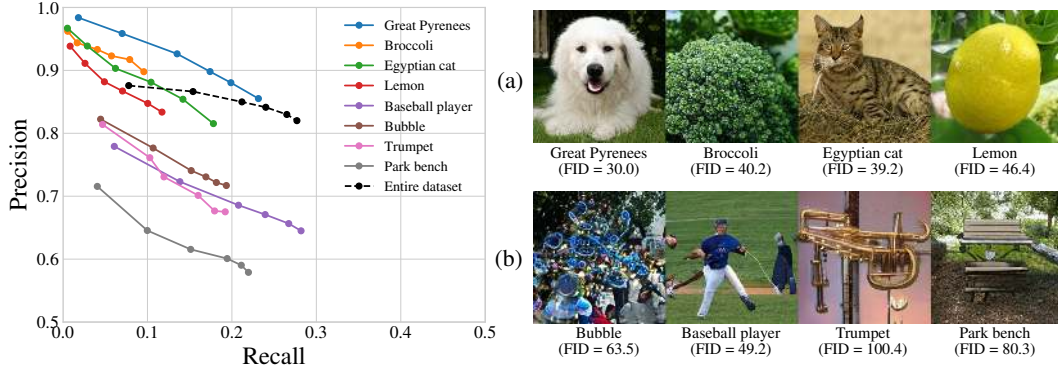 1.0
0.9
0.8
0.7
0.6
0.5
Precision
0.0
0.1
0.2
0.3
0.4
0.5
Recall
Great Pyrenees
Broccoli
Egyptian cat
Lemon
Baseball player
Bubble
Trumpet
Park bench
Entire dataset
(a)
Great Pyrenees
(FID = 30.0)
Broccoli
(FID = 40.2)
Egyptian cat
(FID = 39.2)
Lemon
(FID = 46.4)
(b)
Bubble
(FID = 63.5)
Baseball player
(FID = 49.2)
Trumpet
(FID = 100.4)
Park bench
(FID = 80.3)